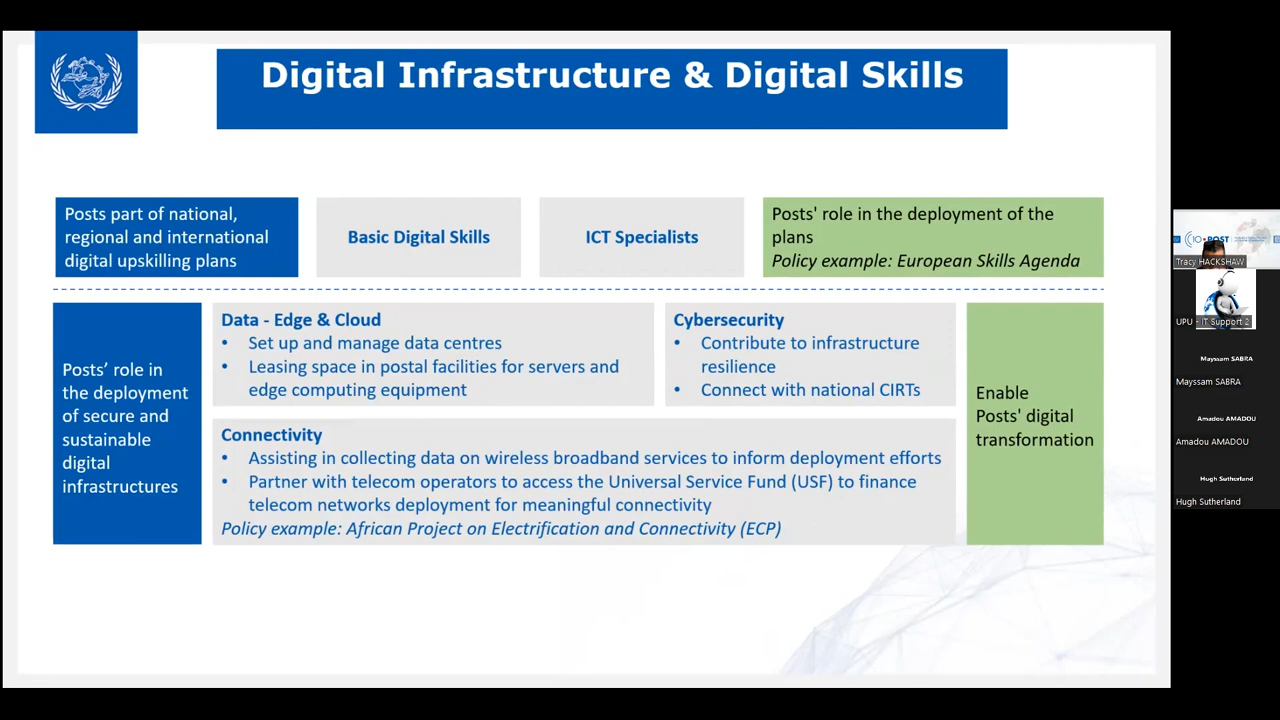 Digital Infrastructure & Digital Skills
Posts part of national,
regional and international
digital upskilling plans
Basic Digital Skills
ICT Specialists
Posts' role in the deployment of the
plans
Policy example: European Skills Agenda
Posts’ role in
the deployment
of secure and
sustainable
digital
infrastructures
Data - Edge & Cloud
• Set up and manage data centres
• Leasing space in postal facilities for servers and
edge computing equipment
Cybersecurity
• Contribute to infrastructure
resilience
• Connect with national CIRTs
Connectivity
• Assisting in collecting data on wireless broadband services to inform deployment efforts
• Partner with telecom operators to access the Universal Service Fund (USF) to finance
telecom networks deployment for meaningful connectivity
Policy example: African Project on Electrification and Connectivity (ECP)
Enable
Posts' digital
transformation
POST
Tracy HACKSHAW
UPU - IT Support 2
Mayssam SABRA
Mayssam SABRA
Amadou AMADOU
Amadou AMADOU
Hugh Sutherland
Hugh Sutherland